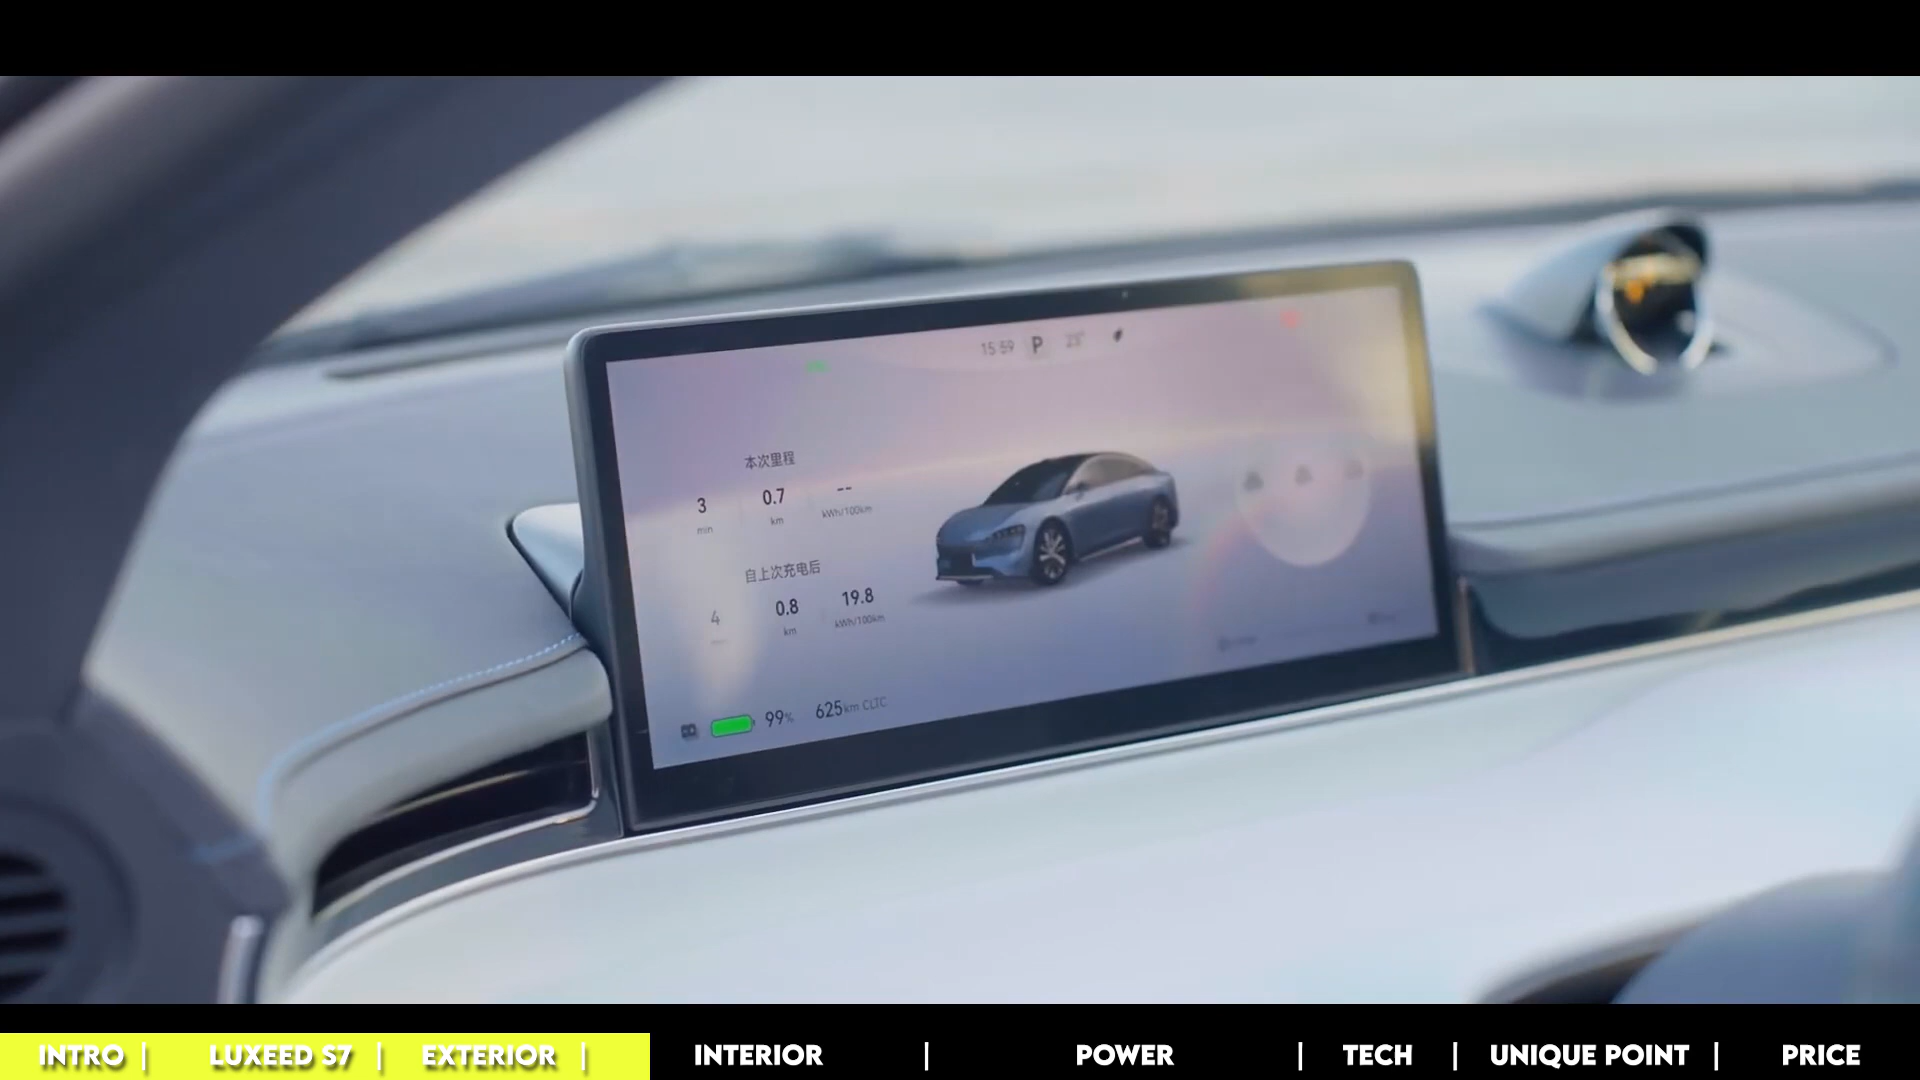 15:59 P 23°
本次里程
3 0.7 --
min km kWh/100km
自上次充电后
4 0.8 19.8
km kWh/100km
99% 625km CLTC
INTRO | LUXEED S7 | EXTERIOR | INTERIOR | POWER | TECH | UNIQUE POINT | PRICE